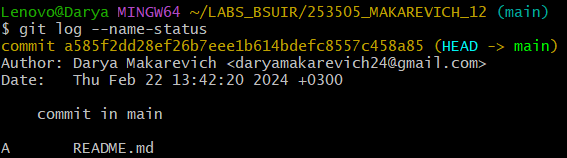 Lenovo@Darya MINGW64 ~/LABS_BSUIR/253505_MAKAREVICH_12 (main)
$ git log --name-status
commit a585f2dd28ef26b7eee1b614bdefc8557c458a85 (HEAD -> main)
Author: Darya Makarevich <daryamakarevich24@gmail.com>
Date:   Thu Feb 22 13:42:20 2024 +0300
    commit in main
A       README.md